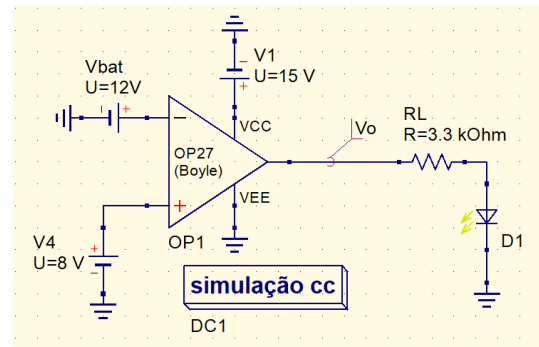 V1
U=15 V
Vbat
U=12V
−
+
VCC
OP27
(Boyle)
VEE
OP1
Vo
RL
R=3.3 kOhm
V4
U=8 V
D1
simulação cc
DC1